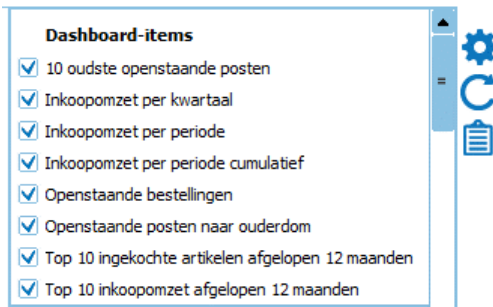 Dashboard-items
10 oudste openstaande posten
Inkoopomzet per kwartaal
Inkoopomzet per periode
Inkoopomzet per periode cumulatief
Openstaande bestellingen
Openstaande posten naar ouderdom
Top 10 ingekochte artikelen afgelopen 12 maanden
Top 10 inkoopomzet afgelopen 12 maanden